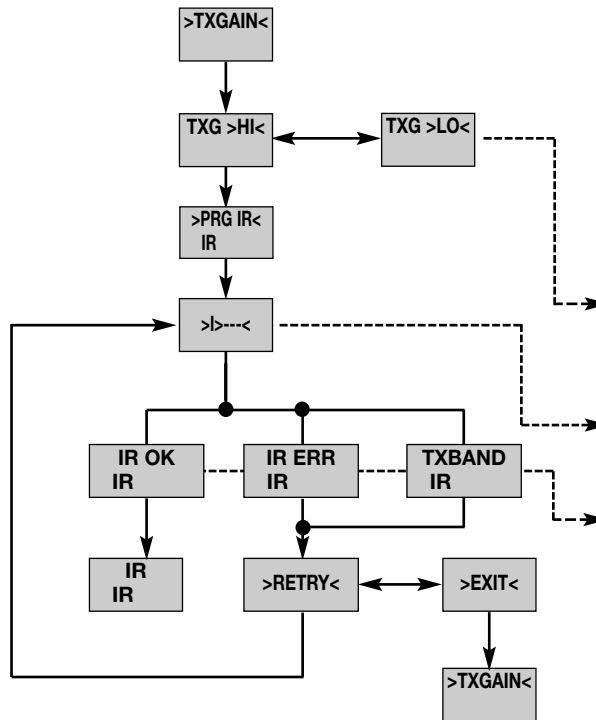 >TXGAIN<
TXG >HI<
TXG >LO<
>PRG IR<
IR
>I>---<
IR OK
IR
IR ERR
IR
TXBAND
IR
IR
IR
>RETRY<
>EXIT<
>TXGAIN<